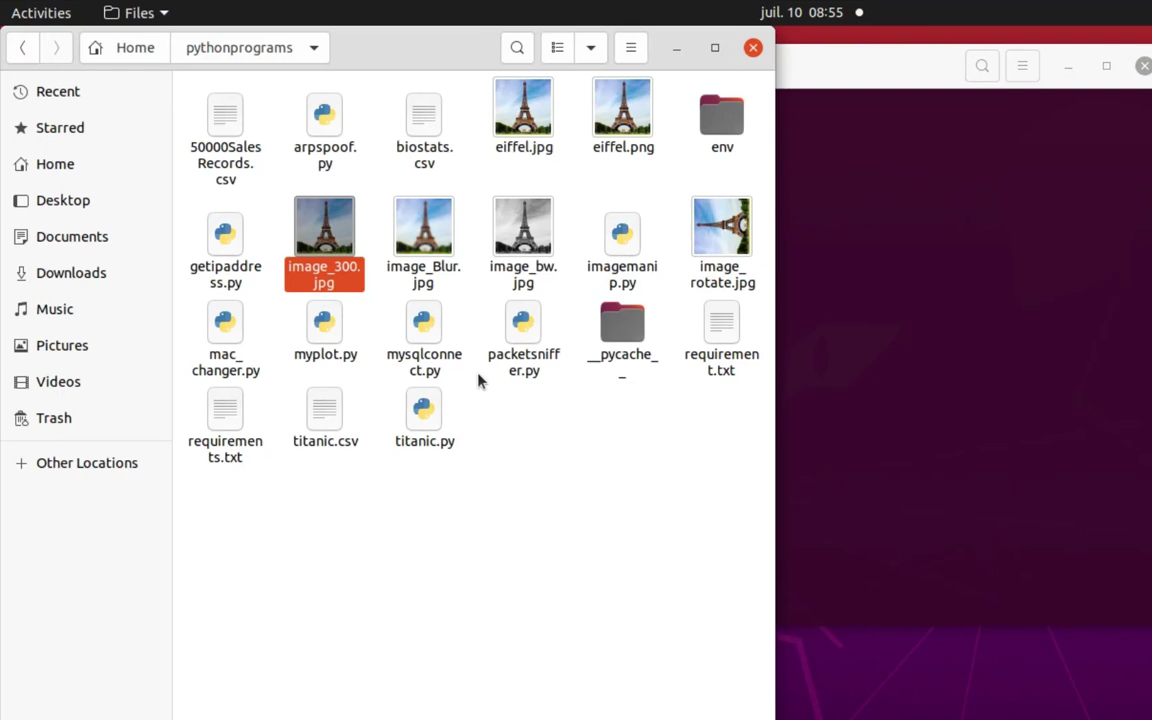 Activities
Files
juil. 10 08:55
Home
pythonprograms
Recent
Starred
Home
Desktop
Documents
Downloads
Music
Pictures
Videos
Trash
Other Locations
50000Sales
Records.
csv
arpspoof.
py
biostats.
csv
eiffel.jpg
eiffel.png
env
getipaddre
ss.py
image_300.
jpg
image_Blur.
jpg
image_bw.
jpg
imagemani
p.py
image_
rotate.jpg
mac_
changer.py
myplot.py
mysqlconne
ct.py
packetsniff
er.py
__pycache_
_
requiremen
t.txt
requiremen
ts.txt
titanic.csv
titanic.py